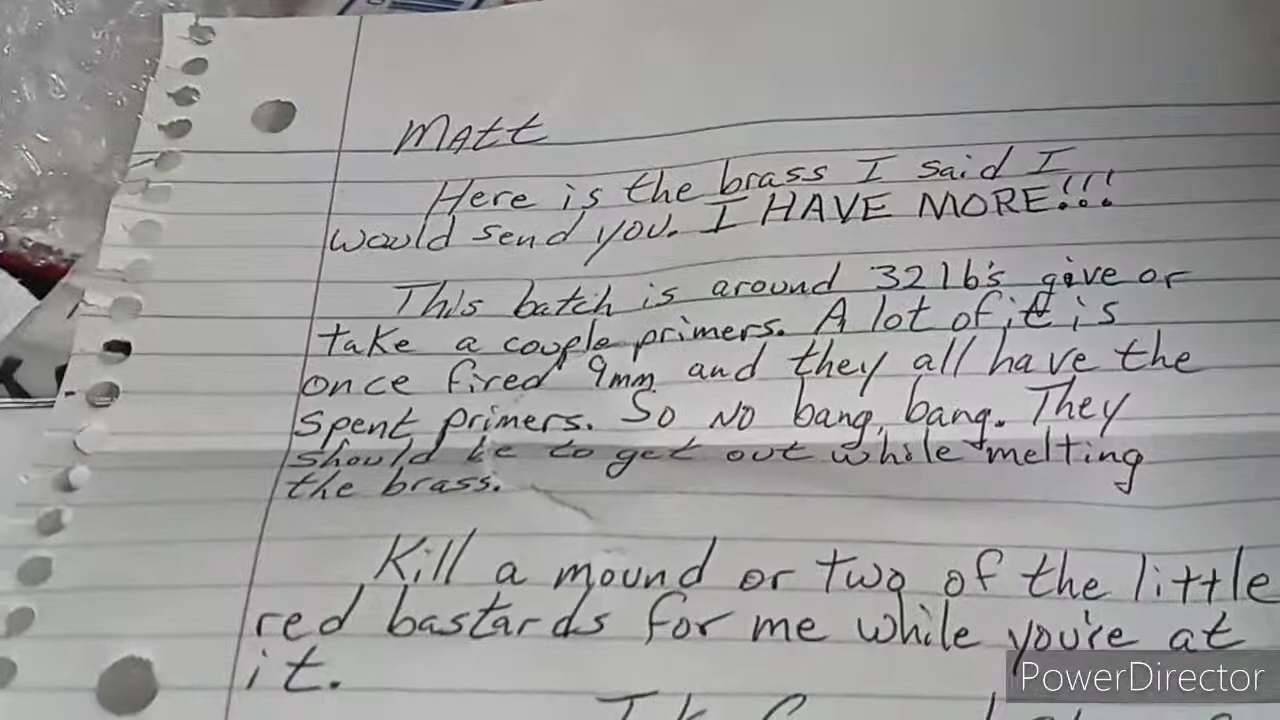 MATT
Here is the brass I said I
would send you. I HAVE MORE!!!
This batch is around 32 lb's give or
take a couple primers. A lot of it is
once fired 9mm and they all have the
spent primers. So NO bang, bang. They
should be to get out while melting
the brass.
Kill a mound or two of the little
red bastards for me while you're at
it.
PowerDirector